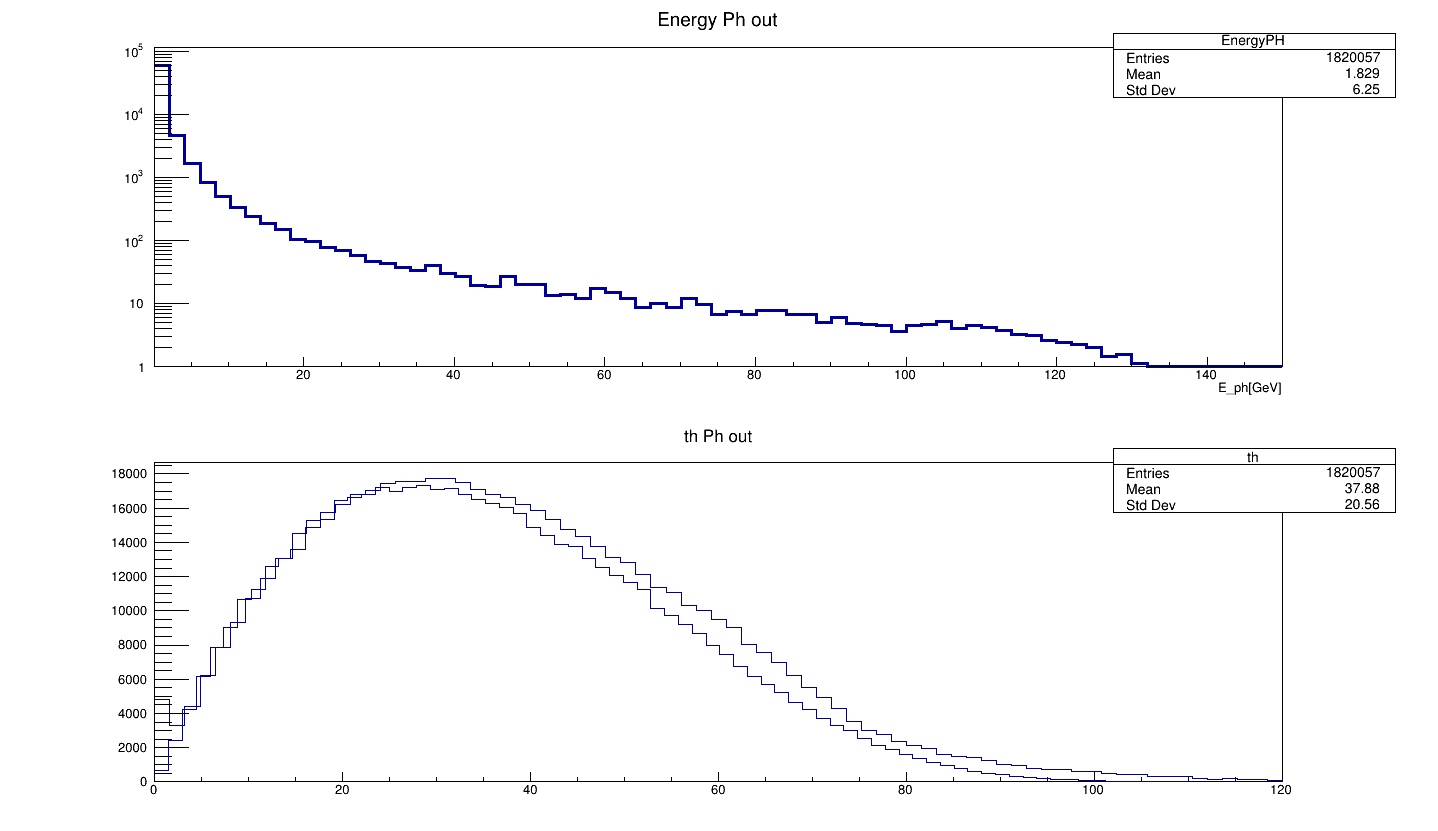 Energy Ph out
EnergyPH
Entries 1820057
Mean 1.829
Std Dev 6.25
10^5
10^4
10^3
10^2
10
1
20 40 60 80 100 120 140
E_ph[GeV]
th Ph out
th
Entries 1820057
Mean 37.88
Std Dev 20.56
18000
16000
14000
12000
10000
8000
6000
4000
2000
0
0 20 40 60 80 100 120